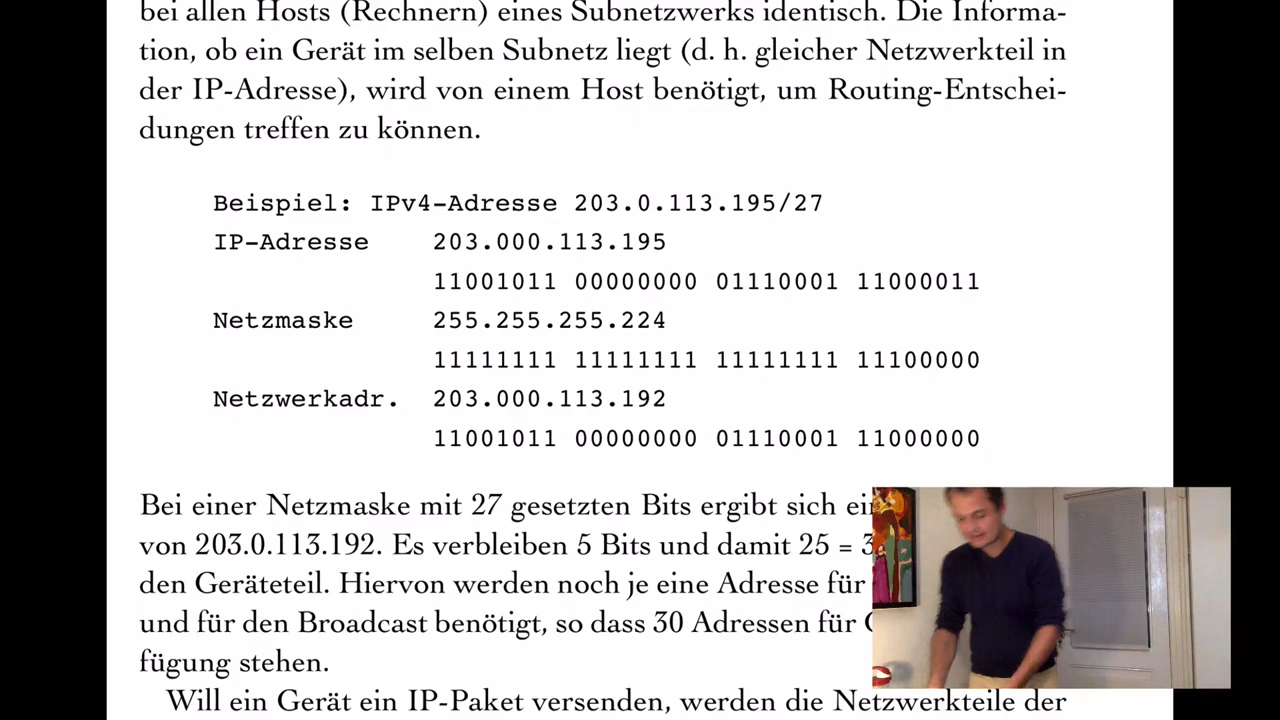 bei allen Hosts (Rechnern) eines Subnetzwerks identisch. Die Informa-
tion, ob ein Gerät im selben Subnetz liegt (d. h. gleicher Netzwerkteil in
der IP-Adresse), wird von einem Host benötigt, um Routing-Entschei-
dungen treffen zu können.
Beispiel: IPv4-Adresse 203.0.113.195/27
IP-Adresse 203.000.113.195
11001011 00000000 01110001 11000011
Netzmaske 255.255.255.224
11111111 11111111 11111111 11100000
Netzwerkadr. 203.000.113.192
11001011 00000000 01110001 11000000
Bei einer Netzmaske mit 27 gesetzten Bits ergibt sich
von 203.0.113.192. Es verbleiben 5 Bits und damit 25 =
den Geräteteil. Hiervon werden noch je eine Adresse für
und für den Broadcast benötigt, so dass 30 Adressen für
fügung stehen.
Will ein Gerät ein IP-Paket versenden, werden die Netzwerkteile der